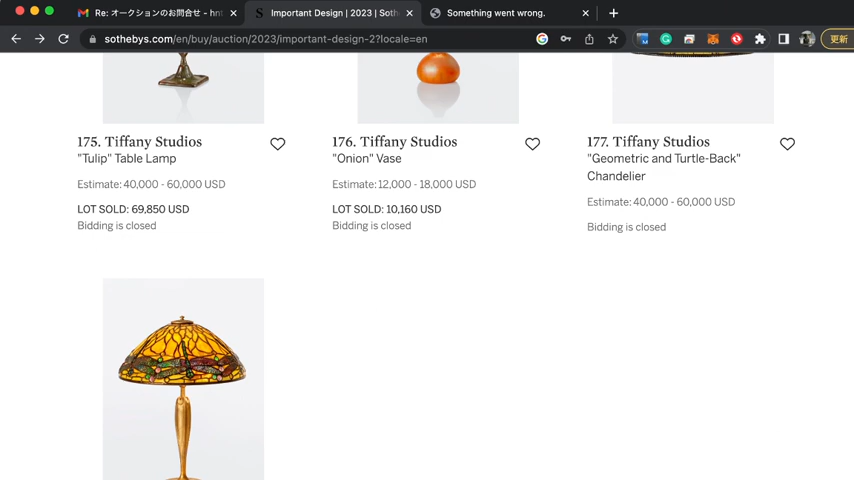 Re: オークションのお問合せ - hnt
Important Design | 2023 | Soth
Something went wrong.
sothebys.com/en/buy/auction/2023/important-design-2?locale=en
更新
175. Tiffany Studios
"Tulip" Table Lamp
Estimate: 40,000 - 60,000 USD
LOT SOLD: 69,850 USD
Bidding is closed
176. Tiffany Studios
"Onion" Vase
Estimate: 12,000 - 18,000 USD
LOT SOLD: 10,160 USD
Bidding is closed
177. Tiffany Studios
"Geometric and Turtle-Back"
Chandelier
Estimate: 40,000 - 60,000 USD
Bidding is closed